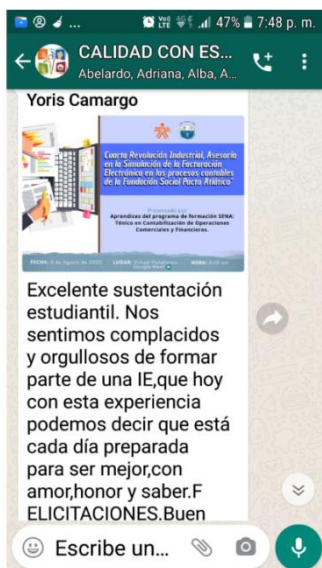 47% 7:48 p. m.
CALIDAD CON ES...
Abelardo, Adriana, Alba, A...
Yoris Camargo
Cuarta Revolución Industrial, Asesoría
en la Simulación de la Facturación
Electrónica en los procesos contables
de la Fundación Social Pacto Atlático"
Presentado por
Aprendices del programa de formación SENA:
Técnico en Contabilización de Operaciones
Comerciales y Financieras.
Excelente sustentación
estudiantil. Nos
sentimos complacidos
y orgullosos de formar
parte de una IE,que hoy
con esta experiencia
podemos decir que está
cada día preparada
para ser mejor,con
amor,honor y saber.F
ELICITACIONES.Buen
Escribe un...